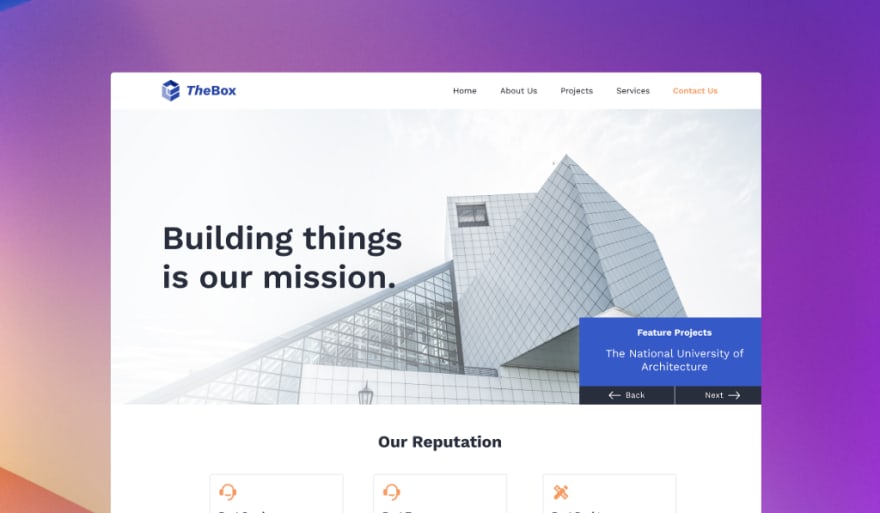 TheBox
Home About Us Projects Services Contact Us
Building things
is our mission.
Feature Projects
The National University of
Architecture
Back Next
Our Reputation